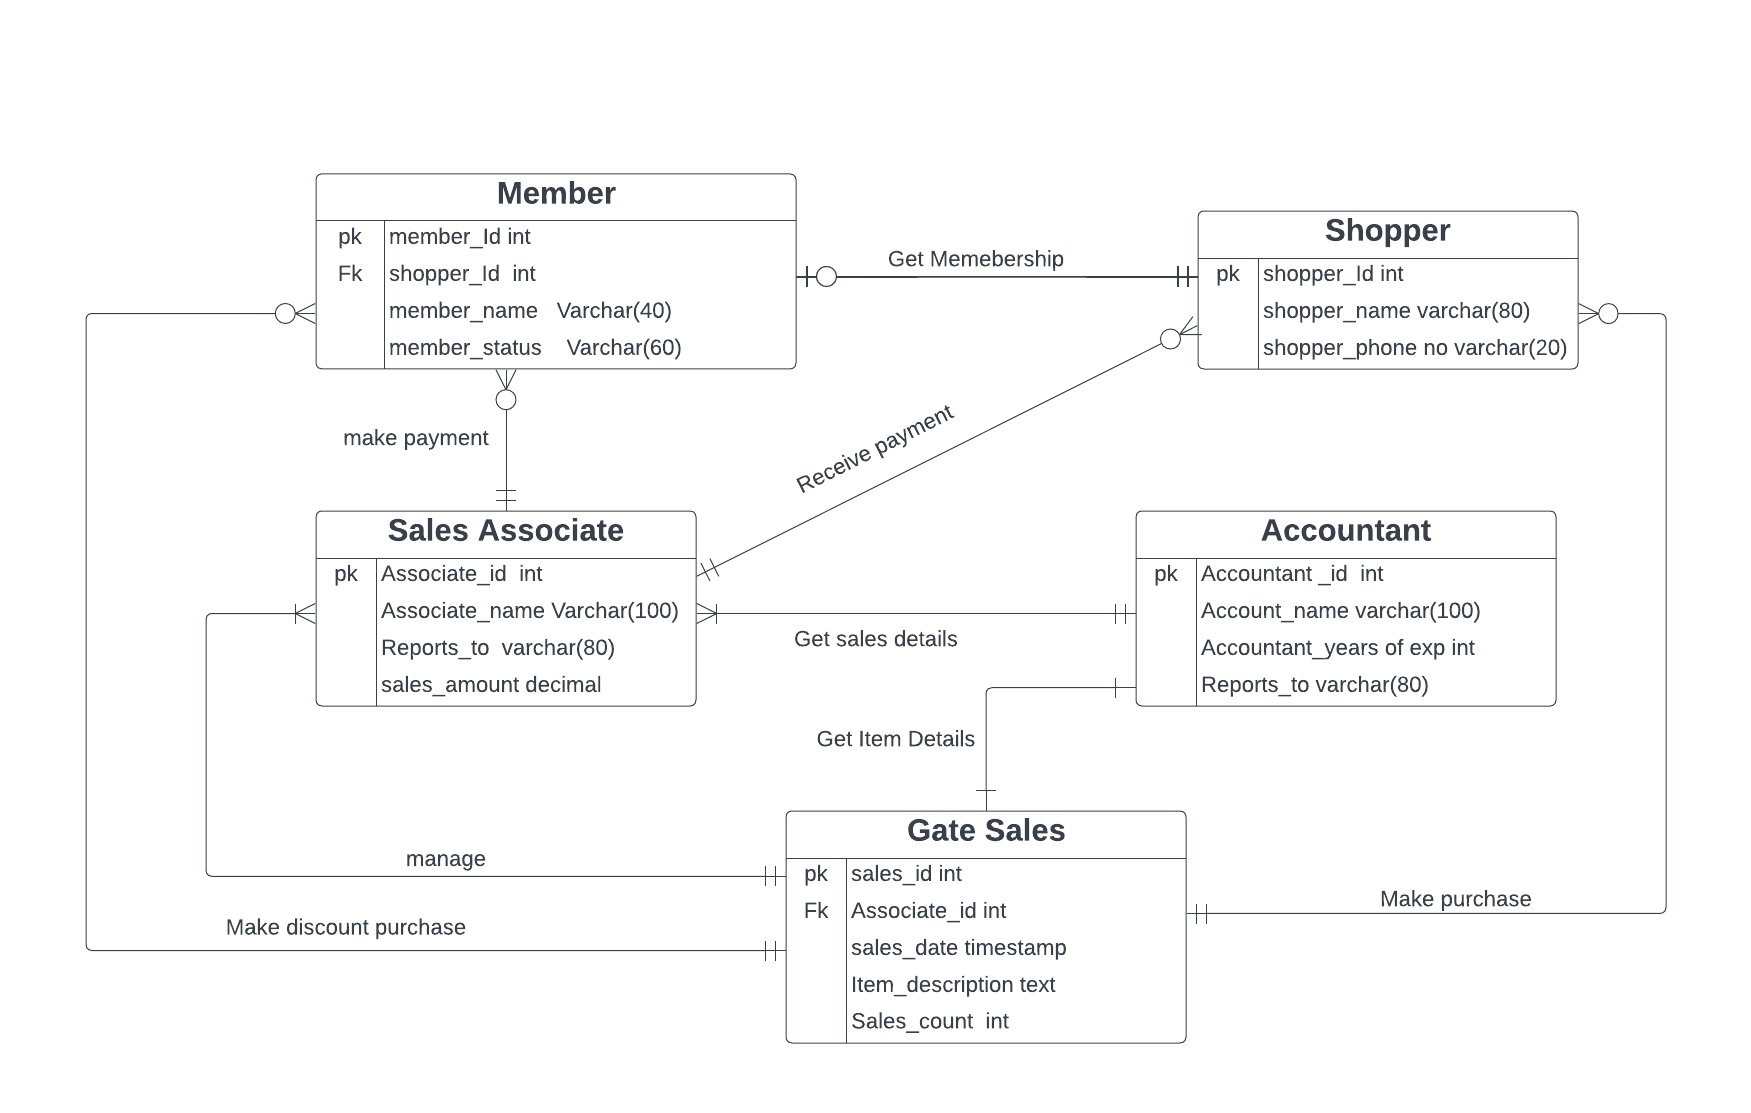 Member
pk member_Id int
Fk shopper_Id  int
member_name   Varchar(40)
member_status    Varchar(60)
Get Memebership
Shopper
pk shopper_Id int
shopper_name varchar(80)
shopper_phone no varchar(20)
make payment
Receive payment
Sales Associate
pk Associate_id  int
Associate_name Varchar(100)
Reports_to  varchar(80)
sales_amount decimal
Get sales details
Accountant
pk Accountant _id  int
Account_name varchar(100)
Accountant_years of exp int
Reports_to varchar(80)
Get Item Details
Gate Sales
pk sales_id int
Fk Associate_id int
sales_date timestamp
Item_description text
Sales_count  int
manage
Make discount purchase
Make purchase